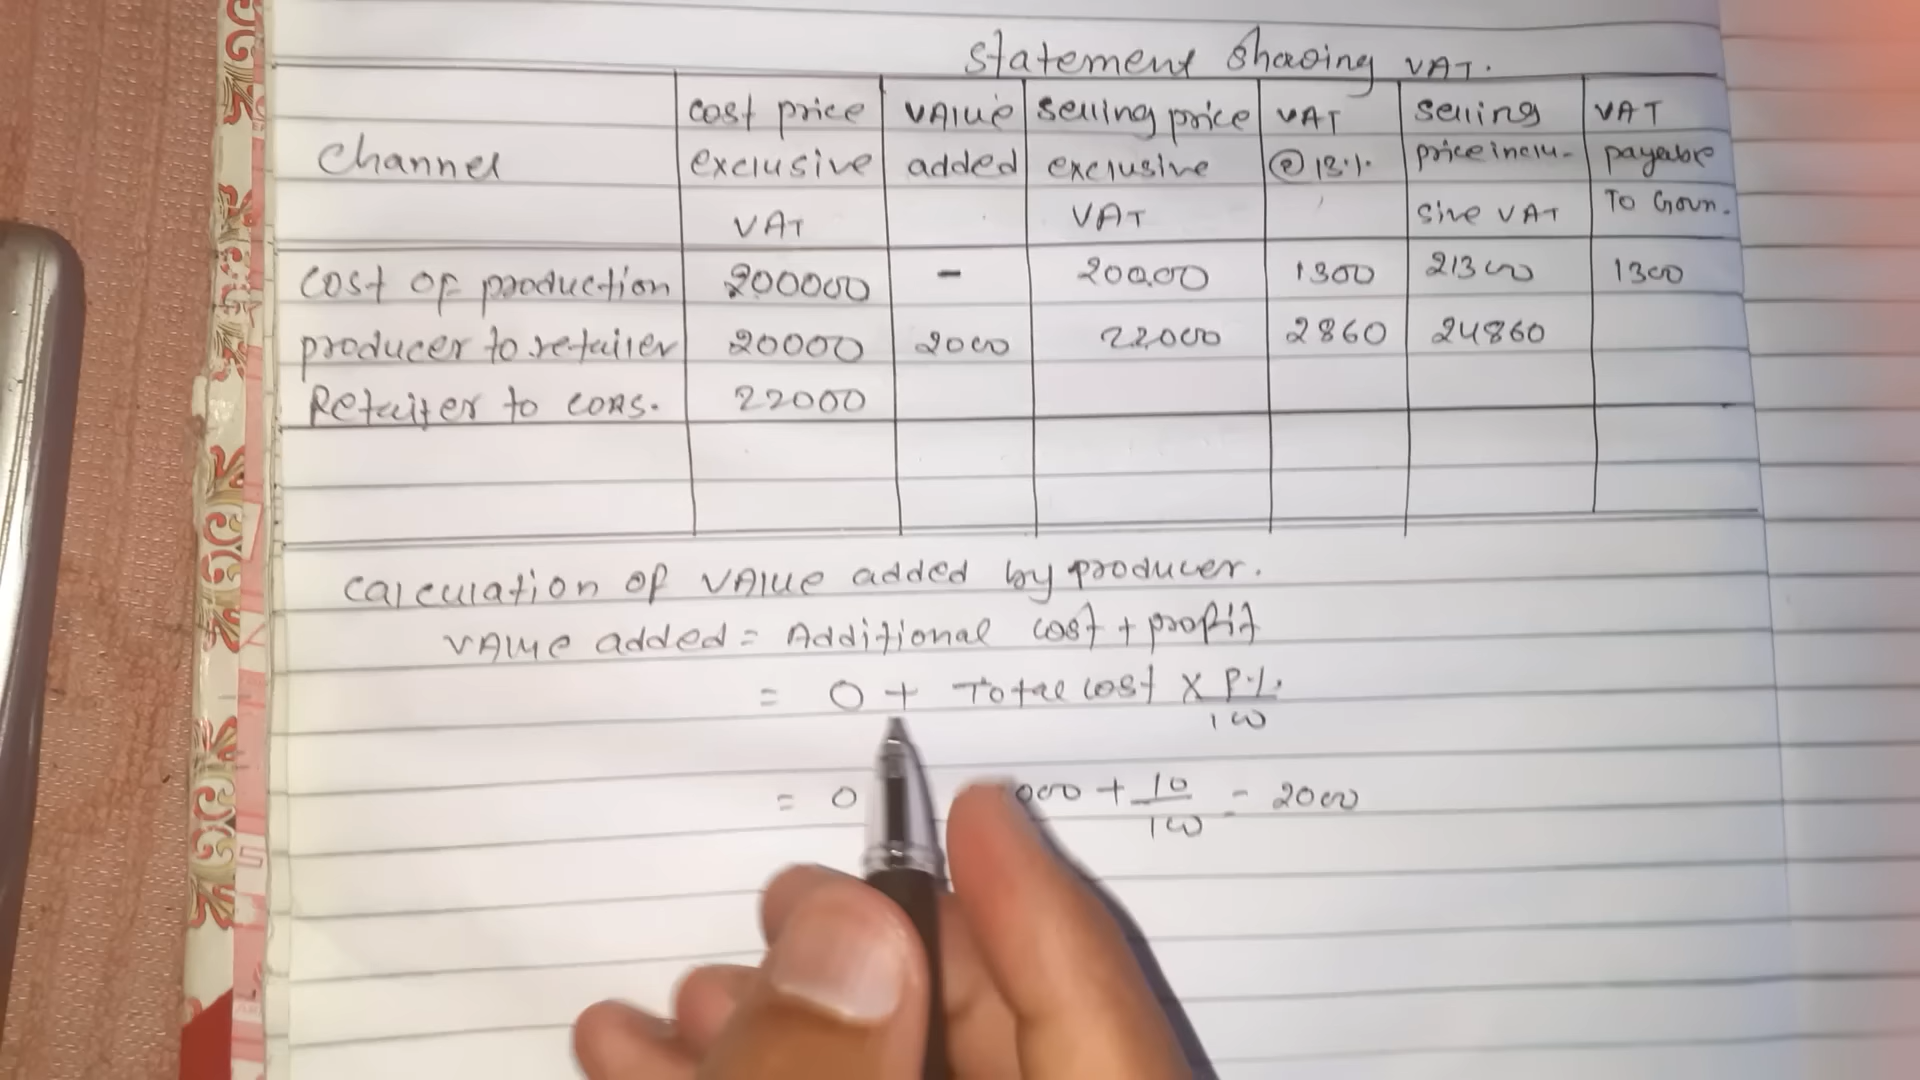 Statement Showing VAT.
Channel | cost price exclusive VAT | value added | selling price exclusive VAT | VAT @ 13% | selling price inclusive VAT | VAT payable To Govn.
cost of production 200000 - 20000 1300 21300 1300
producer to retailer 20000 2000 22000 2860 24860
Retailer to cons. 22000
calculation of value added by producer.
value added = Additional cost + profit
= 0 + Total cost X P% / 100
= 0 000 + 10 / 100 = 2000